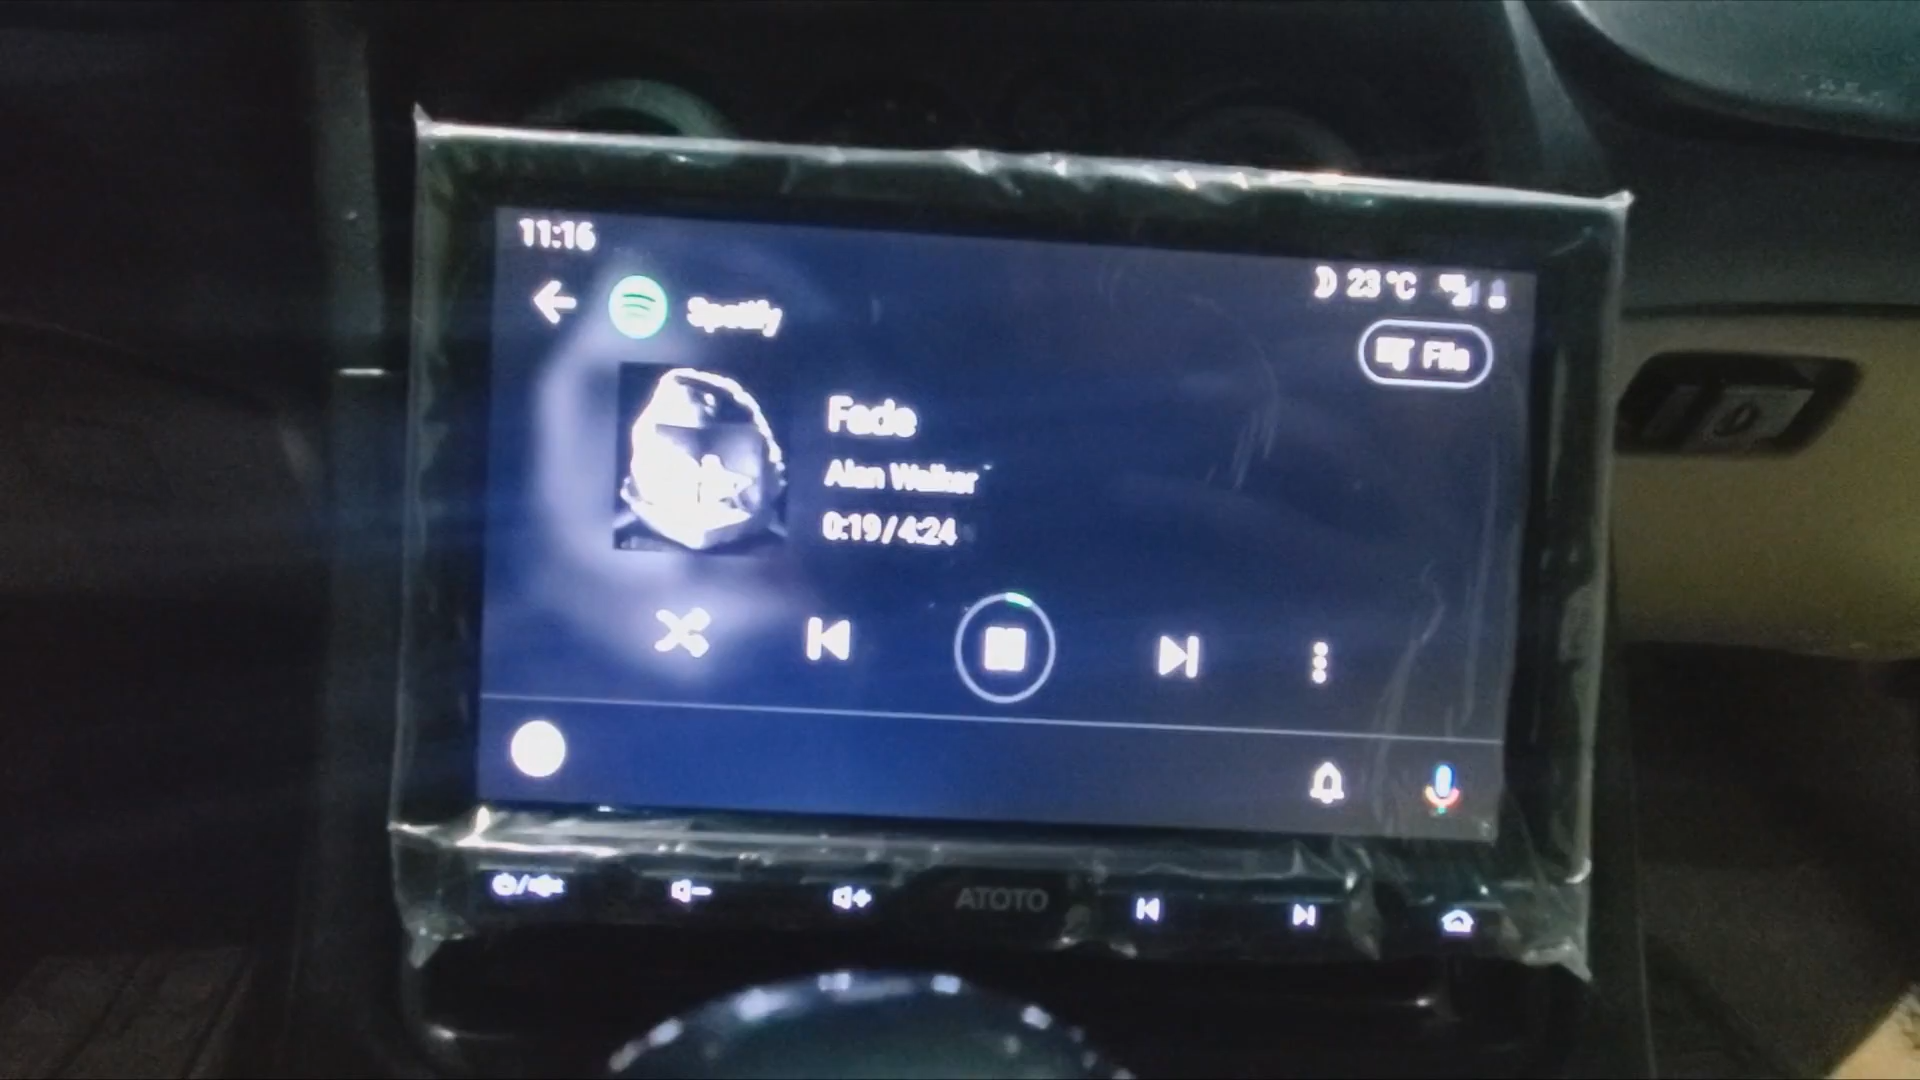 11:16
23 °C
Spotify
File
Fade
Alan Walker
0:19/4:24
ATOTO